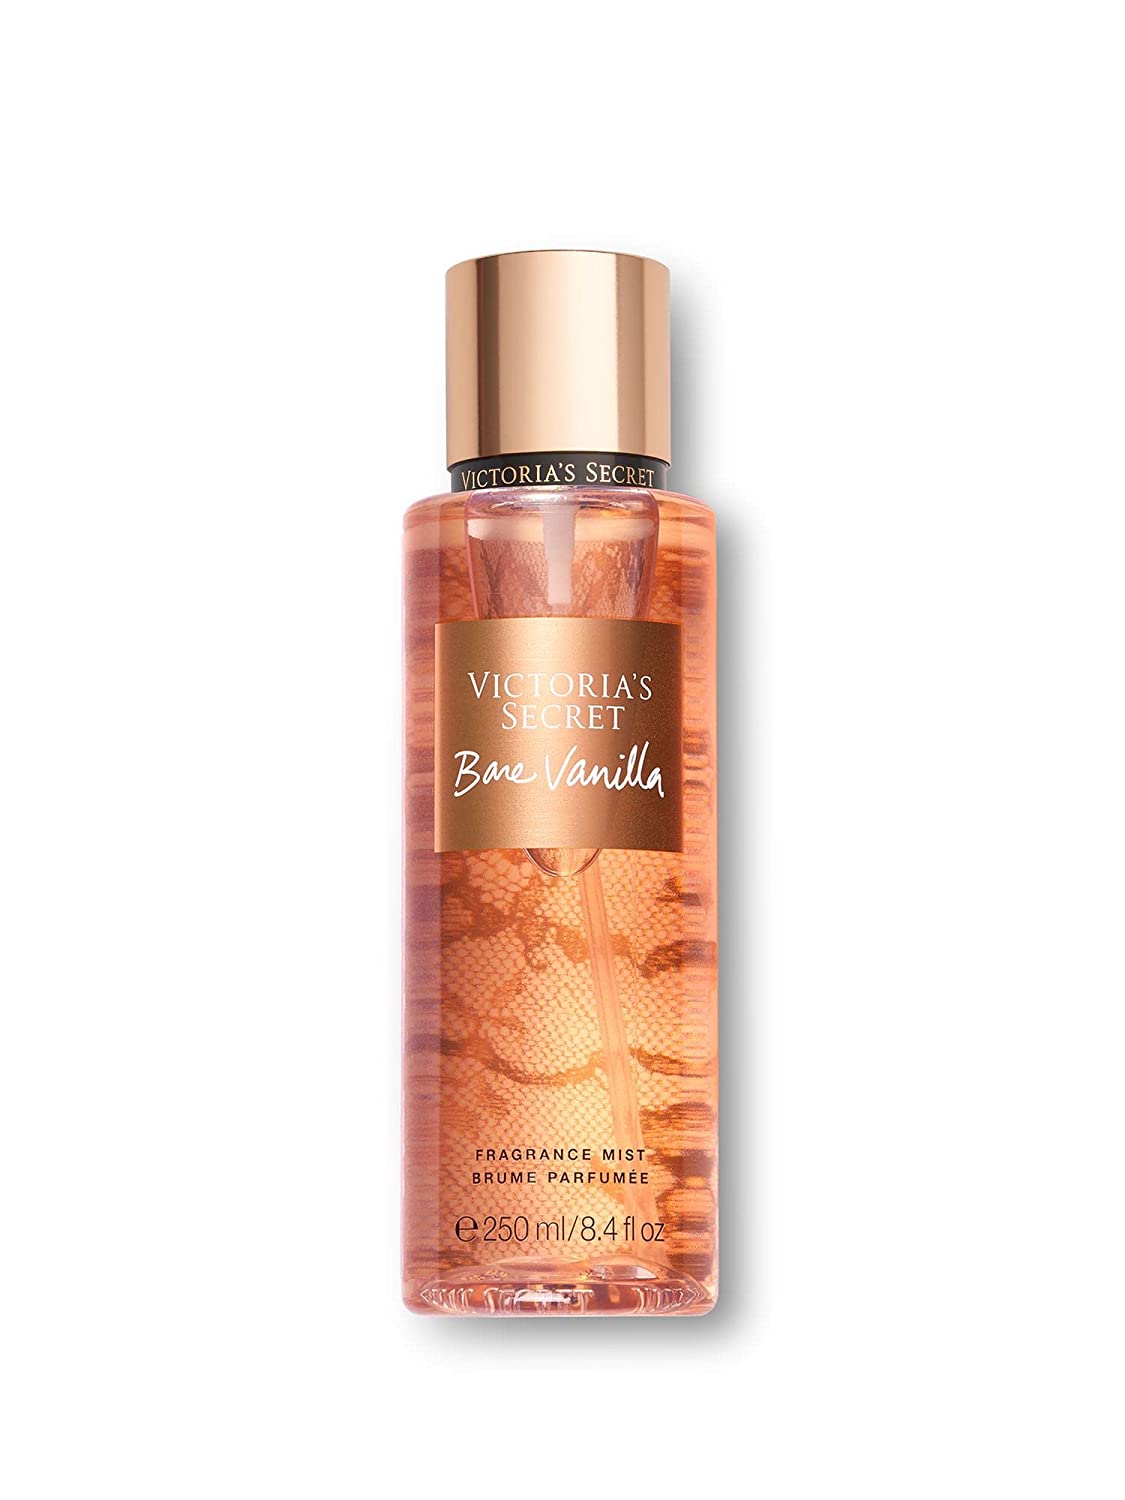 VICTORIA'S SECRET
VICTORIA'S
SECRET
Bare Vanilla
FRAGRANCE MIST
BRUME PARFUMÉE
℮ 250 ml/8.4 fl oz